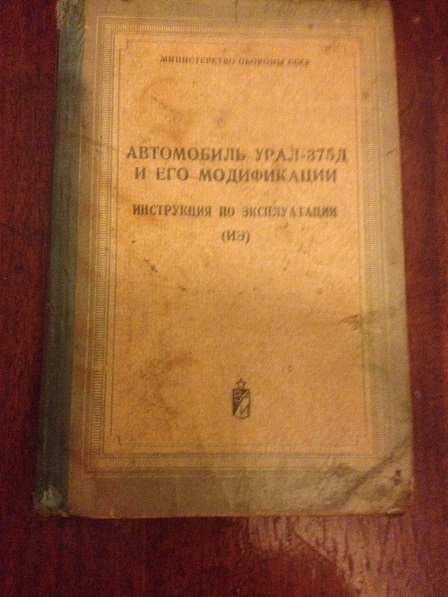 МИНИСТЕРСТВО ОБОРОНЫ СССР
АВТОМОБИЛЬ УРАЛ-375Д
И ЕГО МОДИФИКАЦИИ
ИНСТРУКЦИЯ ПО ЭКСПЛУАТАЦИИ
(ИЭ)